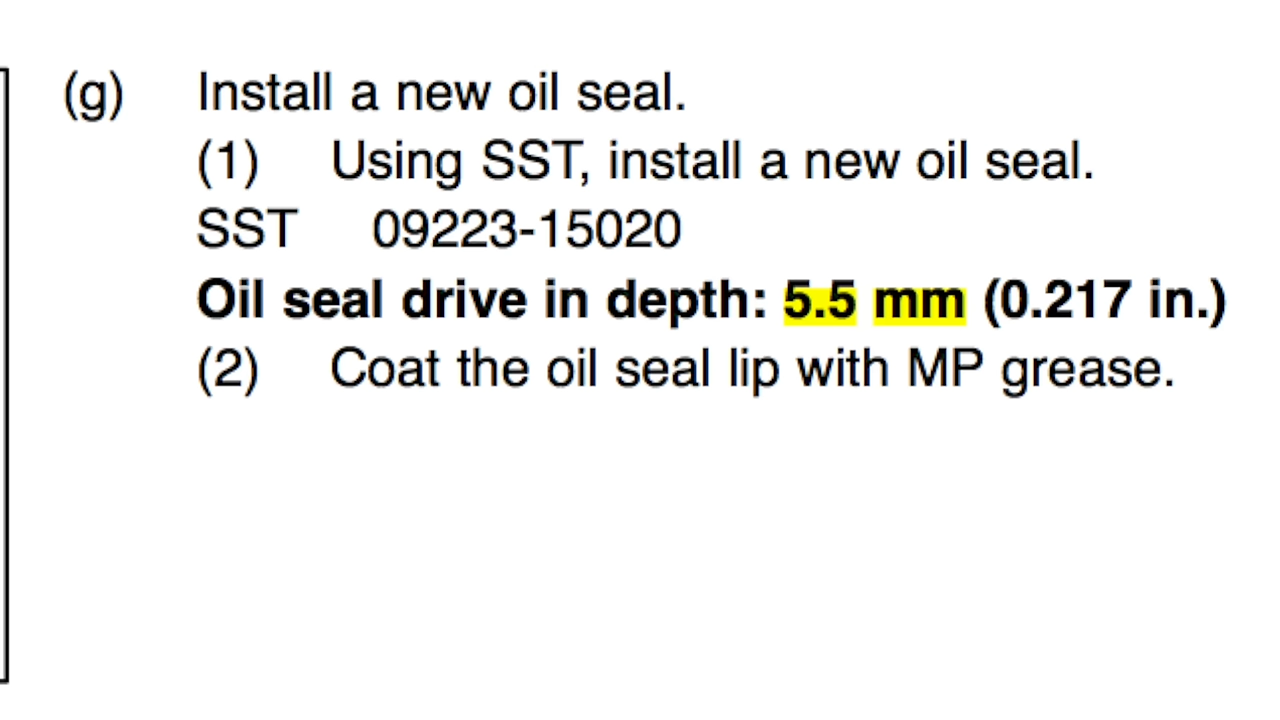 (g) Install a new oil seal.
(1) Using SST, install a new oil seal.
SST 09223-15020
Oil seal drive in depth: 5.5 mm (0.217 in.)
(2) Coat the oil seal lip with MP grease.